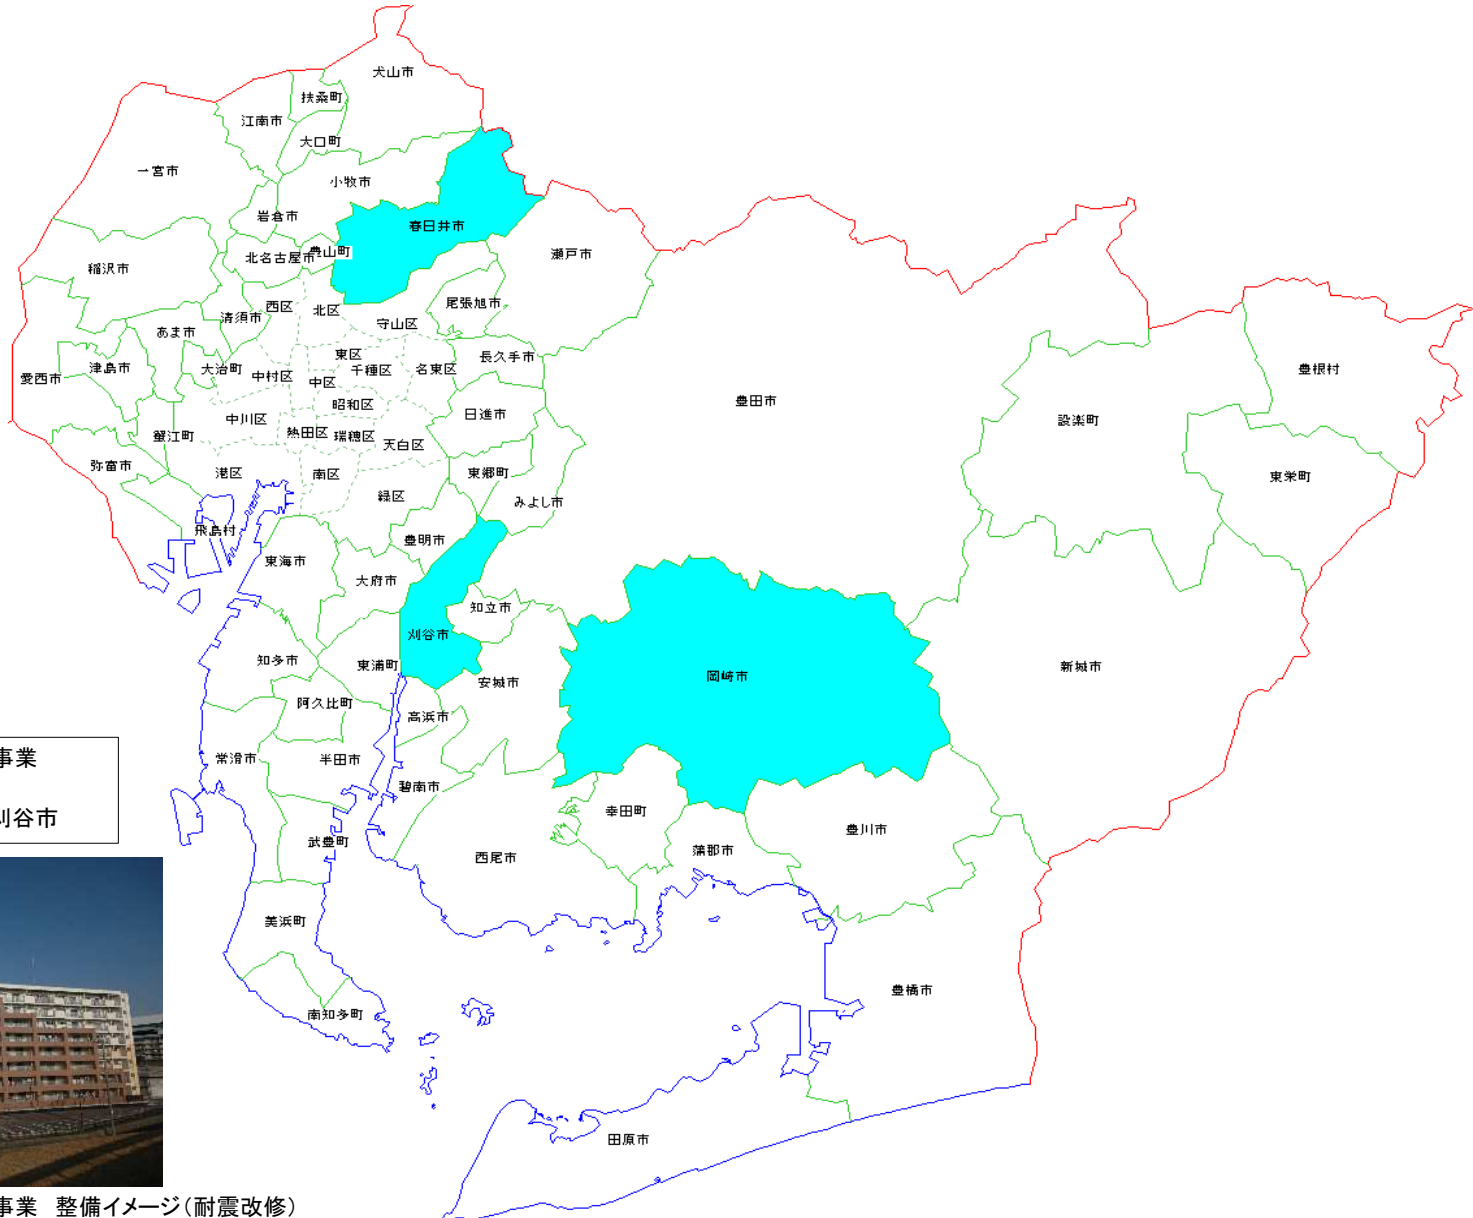 犬山市
扶桑町
江南市
大口町
一宮市
小牧市
岩倉市
春日井市
北名古屋市
豊山町
瀬戸市
稲沢市
清須市
西区
北区
尾張旭市
守山区
あま市
東区
長久手市
津島市
大治町
中村区
中区
千種区
名東区
愛西市
豊根村
豊田市
昭和区
日進市
設楽町
中川区
蟹江町
熱田区
瑞穂区
天白区
弥富市
港区
南区
東郷町
東栄町
緑区
みよし市
飛島村
豊明市
東海市
大府市
知立市
刈谷市
知多市
東浦町
安城市
岡崎市
新城市
阿久比町
高浜市
常滑市
半田市
碧南市
事業
刈谷市
幸田町
豊川市
武豊町
西尾市
蒲郡市
美浜町
豊橋市
南知多町
田原市
事業 整備イメージ(耐震改修)